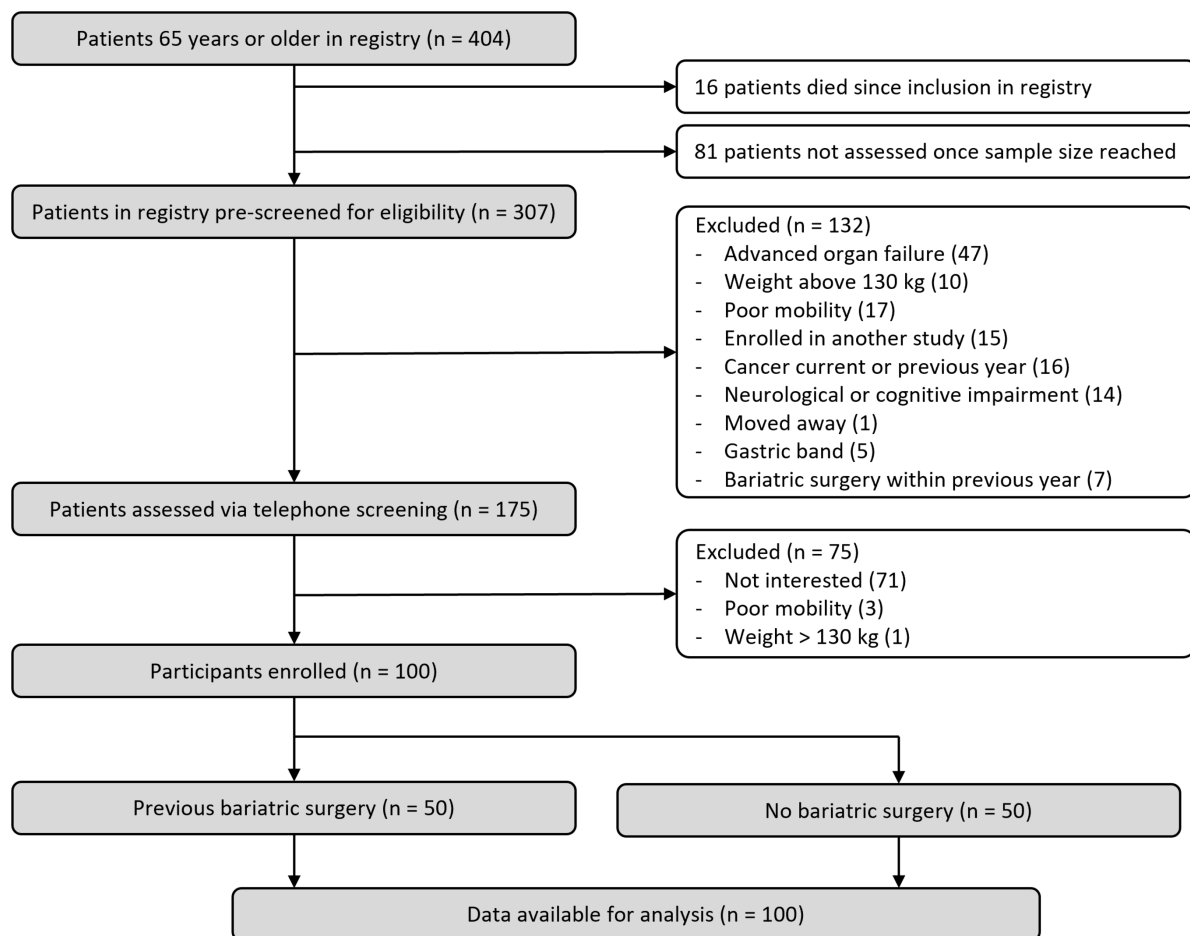 Patients 65 years or older in registry (n = 404)
16 patients died since inclusion in registry
81 patients not assessed once sample size reached
Patients in registry pre-screened for eligibility (n = 307)
Excluded (n = 132)
- Advanced organ failure (47)
- Weight above 130 kg (10)
- Poor mobility (17)
- Enrolled in another study (15)
- Cancer current or previous year (16)
- Neurological or cognitive impairment (14)
- Moved away (1)
- Gastric band (5)
- Bariatric surgery within previous year (7)
Patients assessed via telephone screening (n = 175)
Excluded (n = 75)
- Not interested (71)
- Poor mobility (3)
- Weight > 130 kg (1)
Participants enrolled (n = 100)
Previous bariatric surgery (n = 50)
No bariatric surgery (n = 50)
Data available for analysis (n = 100)